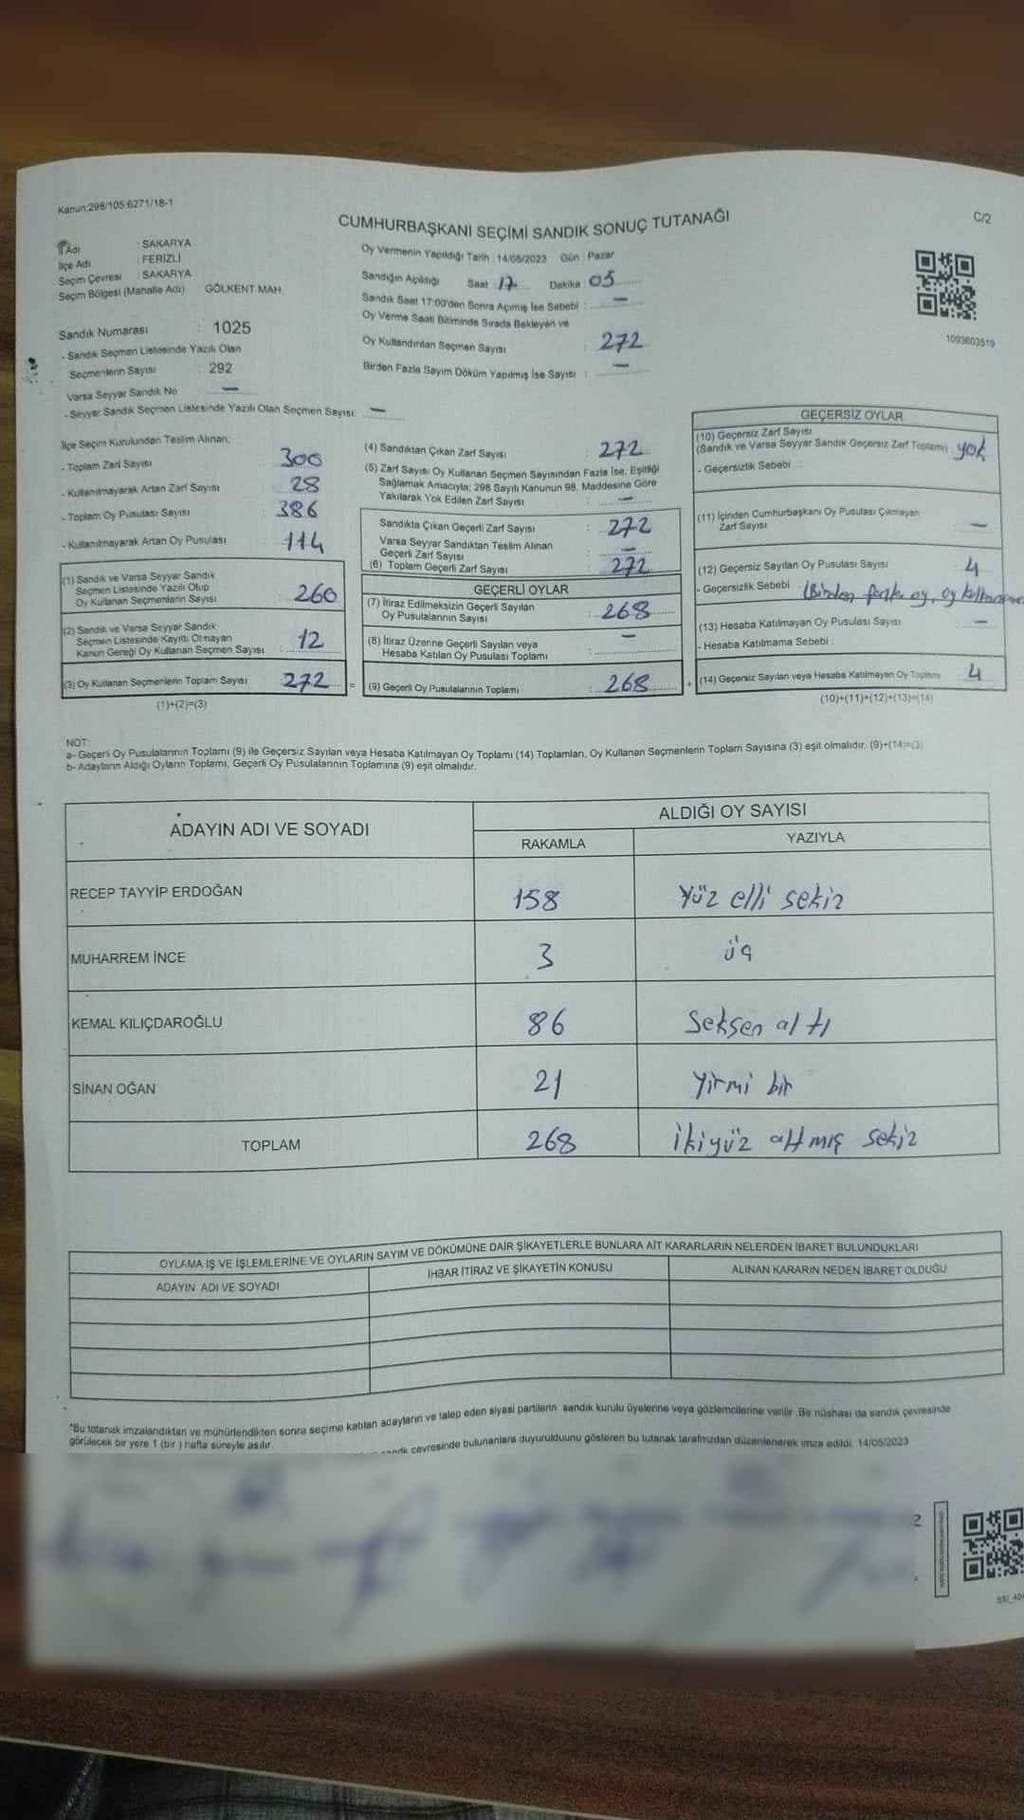 Kanun:298/105;6271/18-1
CUMHURBAŞKANI SEÇİMİ SANDIK SONUÇ TUTANAĞI
C/2
İl Adı : SAKARYA
İlçe Adı : FERİZLİ
Seçim Çevresi : SAKARYA
Seçim Bölgesi (Mahalle Adı) GÖLKENT MAH
Sandık Numarası : 1025
- Sandık Seçmen Listesinde Yazılı Olan
Seçmenlerin Sayısı 292
Varsa Seyyar Sandık No —
- Seyyar Sandık Seçmen Listesinde Yazılı Olan Seçmen Sayısı —
Oy Vermenin Yapıldığı Tarih : 14/05/2023 Gün : Pazar
Sandığın Açıldığı Saat : 17 Dakika : 05
Sandık Saat 17:00'den Sonra Açımış İse Sebebi : —
Oy Verme Saati Bitiminde Sırada Bekleyen ve
Oy Kullandırılan Seçmen Sayısı : 272
Birden Fazla Sayım Döküm Yapılmış İse Sayısı : —
1093603519
İlçe Seçim Kurulundan Teslim Alınan;
- Toplam Zarf Sayısı 300
- Kullanılmayarak Artan Zarf Sayısı 28
- Toplam Oy Pusulası Sayısı 386
- Kullanılmayarak Artan Oy Pusulası 114
(1) Sandık ve Varsa Seyyar Sandık
Seçmen Listesinde Yazılı Olup
Oy Kullanan Seçmenlerin Sayısı 260
(2) Sandık ve Varsa Seyyar Sandık
Seçmen Listesinde Kayıtlı Olmayan
Kanun Gereği Oy Kullanan Seçmen Sayısı : 12
(3) Oy Kullanan Seçmenlerin Toplam Sayısı 272 =
(1)+(2)=(3)
(4) Sandıktan Çıkan Zarf Sayısı : 272
(5) Zarf Sayısı Oy Kullanan Seçmen Sayısından Fazla İse, Eşitliği
Sağlamak Amacıyla; 298 Sayılı Kanunun 98. Maddesine Göre
Yakılarak Yok Edilen Zarf Sayısı : —
Sandıkta Çıkan Geçerli Zarf Sayısı : 272
Varsa Seyyar Sandıktan Teslim Alınan
Geçerli Zarf Sayısı : —
(6) Toplam Geçerli Zarf Sayısı : 272
GEÇERLİ OYLAR
(7) İtiraz Edilmeksizin Geçerli Sayılan
Oy Pusulalarının Sayısı : 268
(8) İtiraz Üzerine Geçerli Sayılan veya
Hesaba Katılan Oy Pusulası Toplamı : —
(9) Geçerli Oy Pusulalarının Toplamı : 268 +
GEÇERSİZ OYLAR
(10) Geçersiz Zarf Sayısı
(Sandık ve Varsa Seyyar Sandık Geçersiz Zarf Toplamı) yok
- Geçersizlik Sebebi :
(11) İçinden Cumhurbaşkanı Oy Pusulası Çıkmayan
Zarf Sayısı —
(12) Geçersiz Sayılan Oy Pusulası Sayısı 4
- Geçersizlik Sebebi (Birden fazla oy, oy
(13) Hesaba Katılmayan Oy Pusulası Sayısı —
- Hesaba Katılmama Sebebi :
(14) Geçersiz Sayılan veya Hesaba Katılmayan Oy Toplamı 4
(10)+(11)+(12)+(13)=(14)
NOT:
a- Geçerli Oy Pusulalarının Toplamı (9) ile Geçersiz Sayılan veya Hesaba Katılmayan Oy Toplamı (14) Toplamları, Oy Kullanan Seçmenlerin Toplam Sayısına (3) eşit olmalıdır. (9)+(14)=(3)
b- Adayların Aldığı Oyların Toplamı, Geçerli Oy Pusulalarının Toplamına (9) eşit olmalıdır.
ADAYIN ADI VE SOYADI
ALDIĞI OY SAYISI
RAKAMLA YAZIYLA
RECEP TAYYİP ERDOĞAN 158 Yüz elli sekiz
MUHARREM İNCE 3 üç
KEMAL KILIÇDAROĞLU 86 Seksen altı
SİNAN OĞAN 21 Yirmi bir
TOPLAM 268 ikiyüz altmış sekiz
OYLAMA İŞ VE İŞLEMLERİNE VE OYLARIN SAYIM VE DÖKÜMÜNE DAİR ŞİKAYETLERLE BUNLARA AİT KARARLARIN NELERDEN İBARET BULUNDUKLARI
ADAYIN ADI VE SOYADI İHBAR İTİRAZ VE ŞİKAYETİN KONUSU ALINAN KARARIN NEDEN İBARET OLDUĞU
*Bu tutanak imzalandıktan ve mühürlendikten sonra seçime katılan adayların ve talep eden siyasi partilerin sandık kurulu üyelerine veya gözlemcilerine verilir .Bir nüshası da sandık çevresinde
görülecek bir yere 1 (bir ) hafta süreyle asılır.
çevresinde bulunanlara duyurulduunu gösteren bu tutanak tarafımızdan düzenlenerek imza edildi. 14/05/2023
2